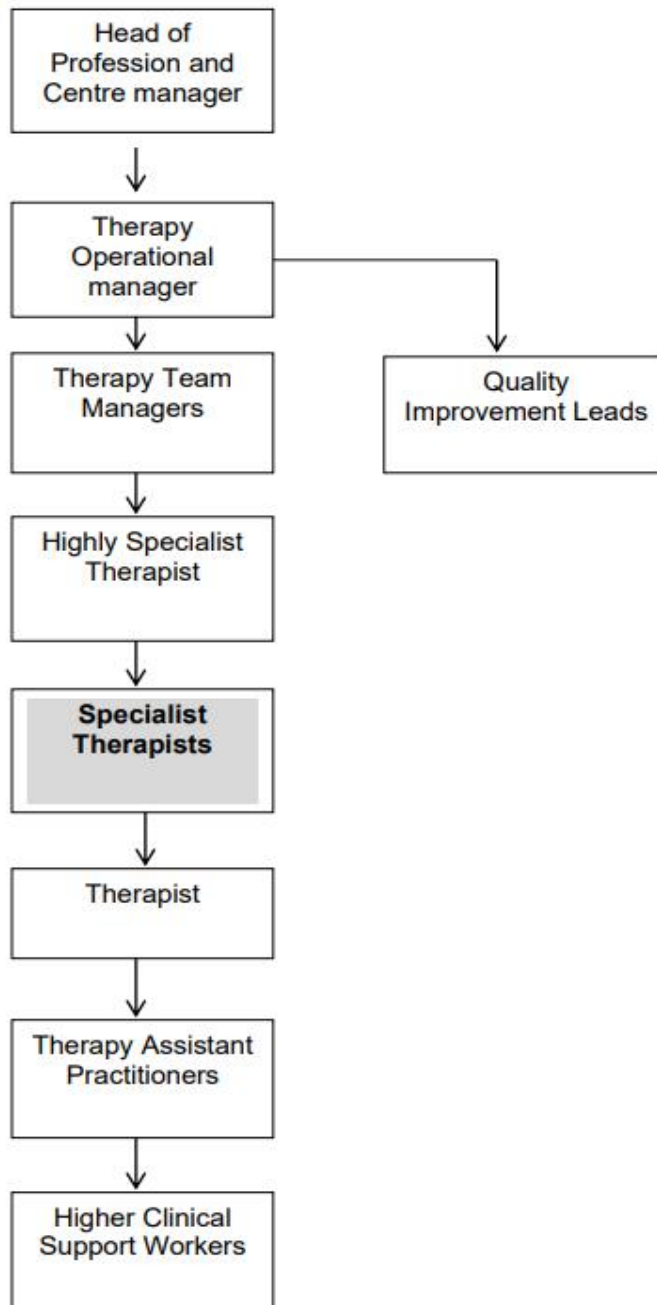 Head of
Profession and
Centre manager
Therapy
Operational
manager
Therapy Team
Managers
Quality
Improvement Leads
Highly Specialist
Therapist
Specialist
Therapists
Therapist
Therapy Assistant
Practitioners
Higher Clinical
Support Workers